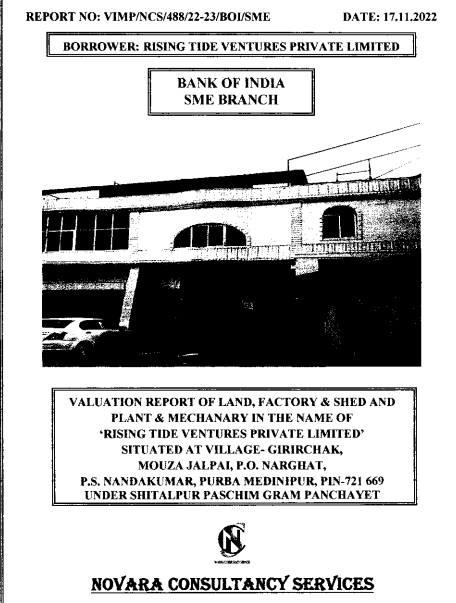 REPORT NO: VIMP/NCS/488/22-23/BOI/SME DATE: 17.11.2022
BORROWER: RISING TIDE VENTURES PRIVATE LIMITED
BANK OF INDIA
SME BRANCH
VALUATION REPORT OF LAND, FACTORY & SHED AND
PLANT & MECHANARY IN THE NAME OF
‘RISING TIDE VENTURES PRIVATE LIMITED’
SITUATED AT VILLAGE- GIRIRCHAK,
MOUZA JALPAI, P.O. NARGHAT,
P.S. NANDAKUMAR, PURBA MEDINIPUR, PIN-721 669
UNDER SHITALPUR PASCHIM GRAM PANCHAYET
NOVARA CONSULTANCY SERVICES